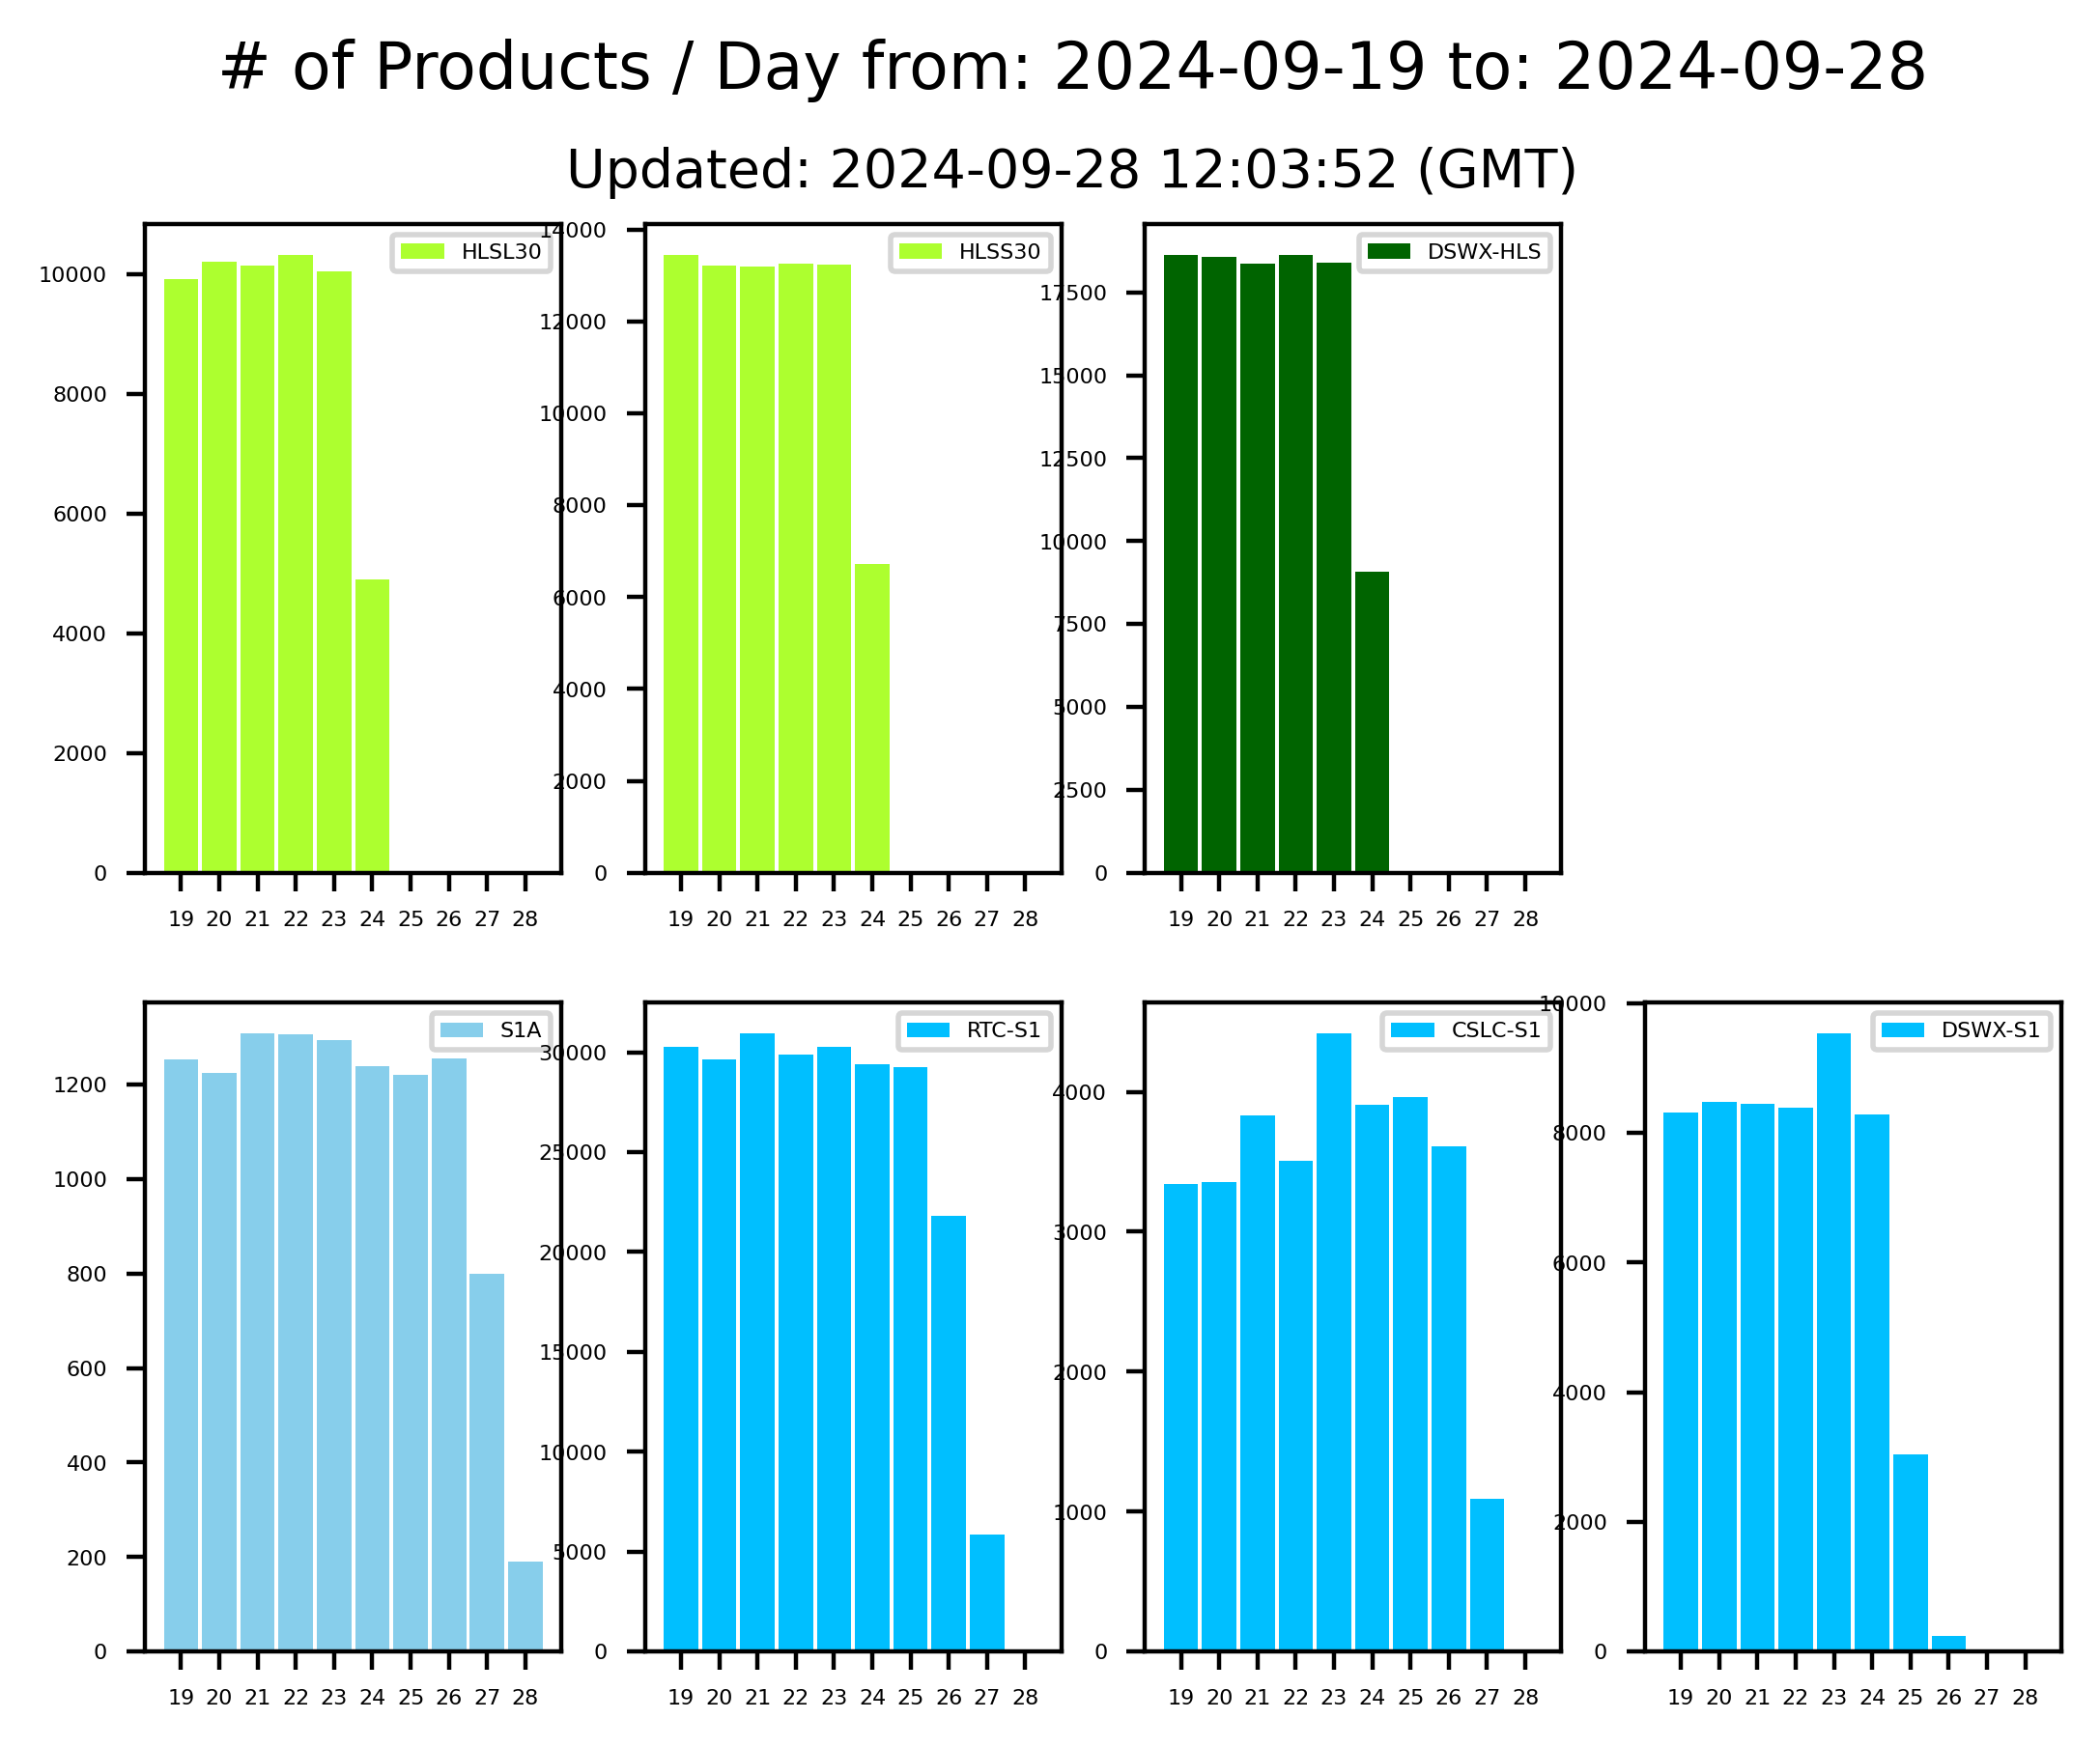 # of Products / Day from: 2024-09-19 to: 2024-09-28
Updated: 2024-09-28 12:03:52 (GMT)
HLSL30
10000
8000
6000
4000
2000
0
19 20 21 22 23 24 25 26 27 28
HLSS30
14000
12000
10000
8000
6000
4000
2000
0
19 20 21 22 23 24 25 26 27 28
DSWX-HLS
17500
15000
12500
10000
7500
5000
2500
0
19 20 21 22 23 24 25 26 27 28
S1A
1200
1000
800
600
400
200
0
19 20 21 22 23 24 25 26 27 28
RTC-S1
30000
25000
20000
15000
10000
5000
0
19 20 21 22 23 24 25 26 27 28
CSLC-S1
4000
3000
2000
1000
0
19 20 21 22 23 24 25 26 27 28
DSWX-S1
10000
8000
6000
4000
2000
0
19 20 21 22 23 24 25 26 27 28